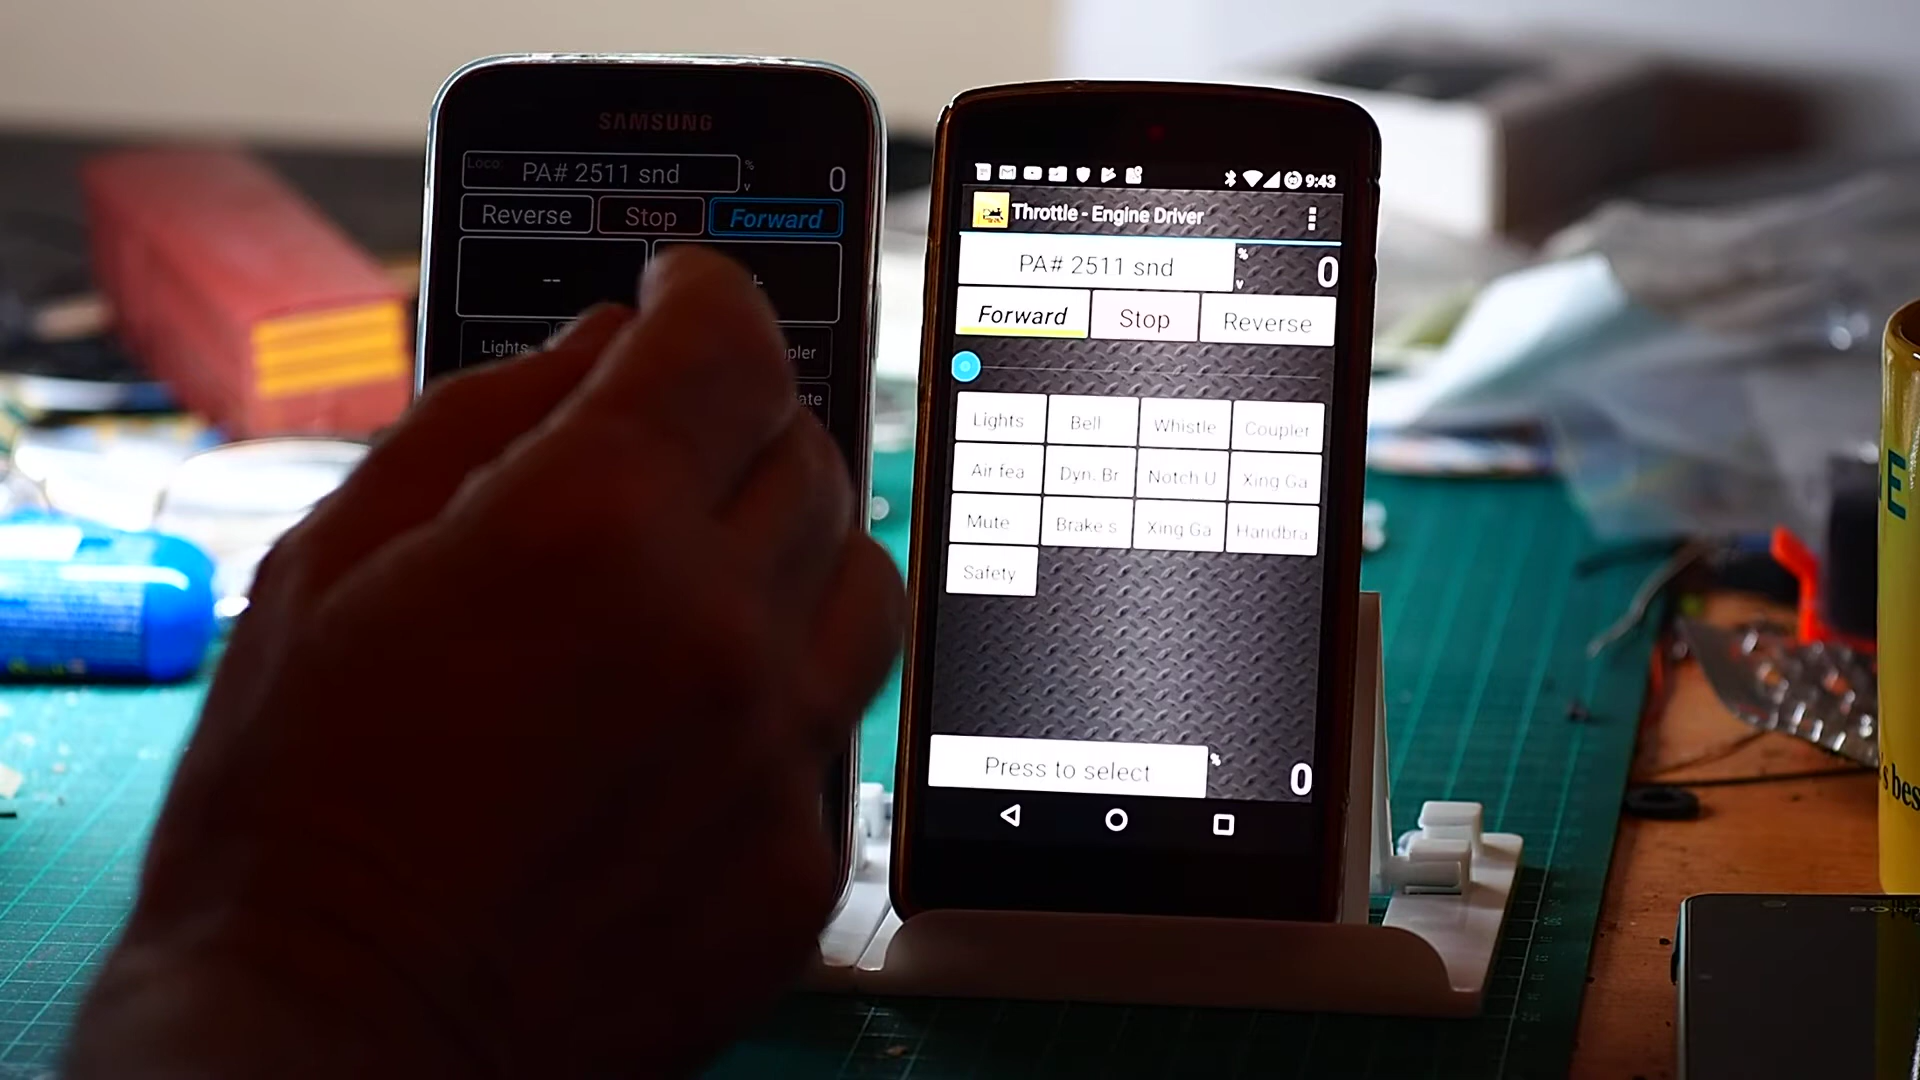 SAMSUNG
Loco:
PA# 2511 snd
%
v
0
Reverse
Stop
Forward
--
+
Lights
pler
ate
9:43
Throttle - Engine Driver
PA# 2511 snd
%
v
0
Forward
Stop
Reverse
Lights
Bell
Whistle
Coupler
Air fea
Dyn. Br
Notch U
Xing Ga
Mute
Brake s
Xing Ga
Handbra
Safety
Press to select
%
0
E
's bes